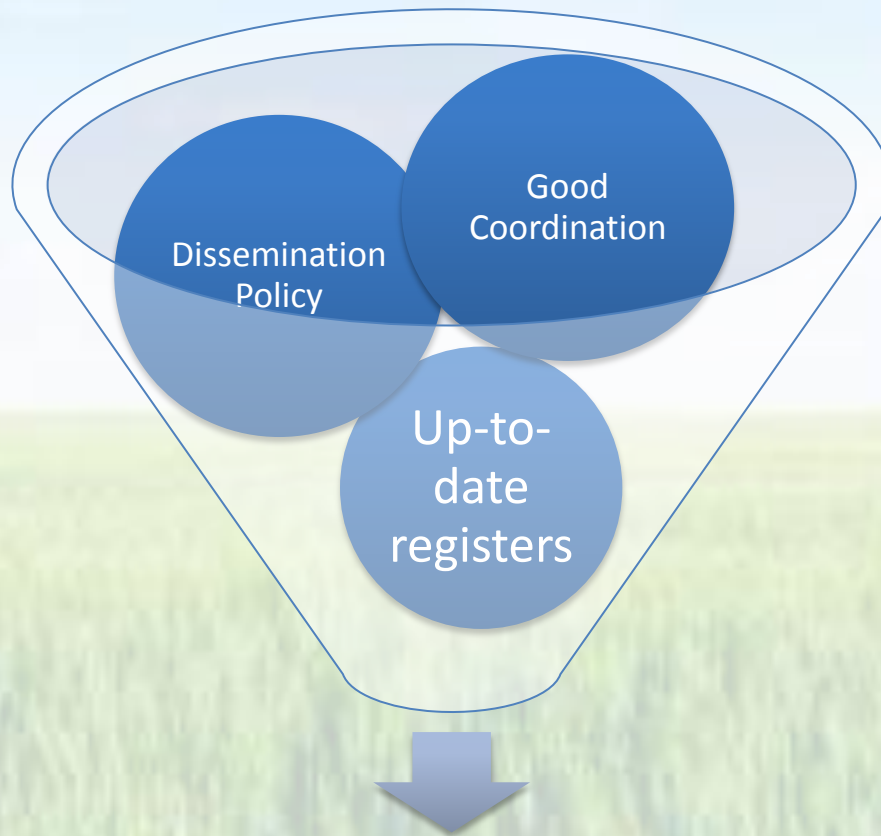 Good
Coordination
Dissemination
Policy
Up-to-
date
registers